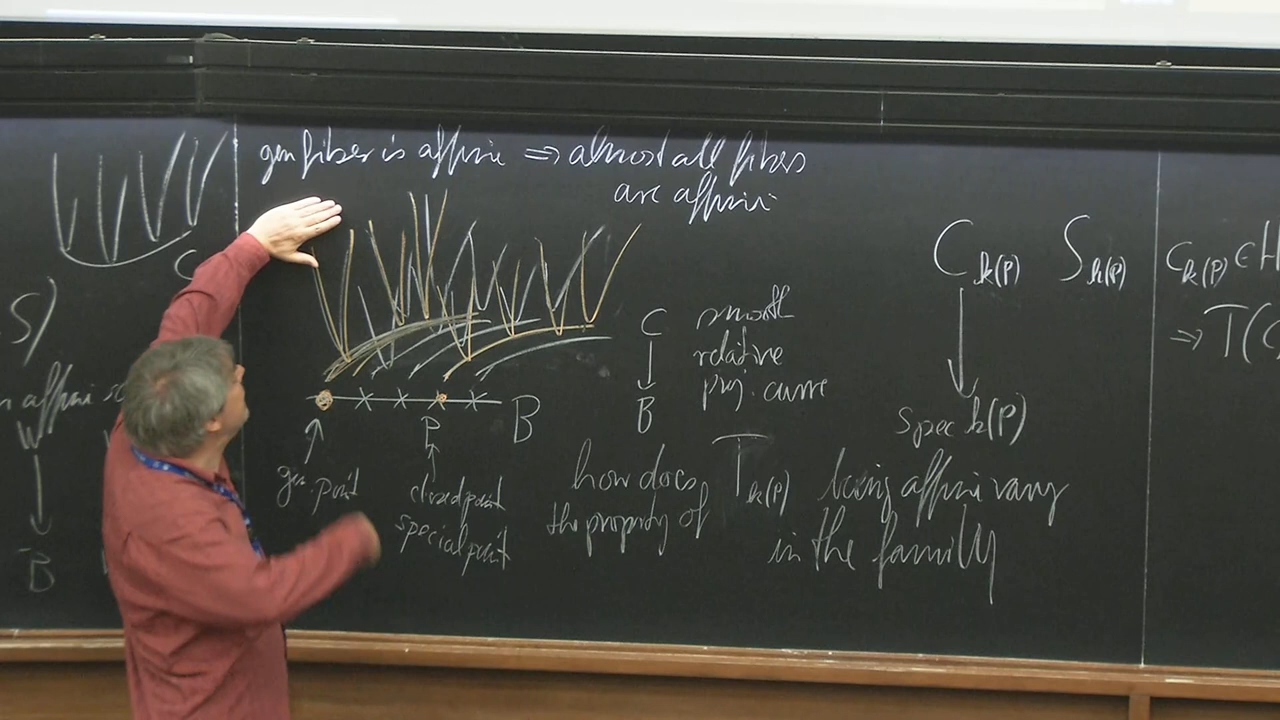 gen fiber is affine ⇒ almost all fibes
are affine
C
S)
n affine
B
C
↓
B
smooth
relative
proj. curve
B
P
gen. point
closed point
special point
how does
the property of T_k(P) being affine vary
in the family
C_k(P) S_k(P)
↓
spec k(P)
C_k(P) ∈ H
⇒ T(C